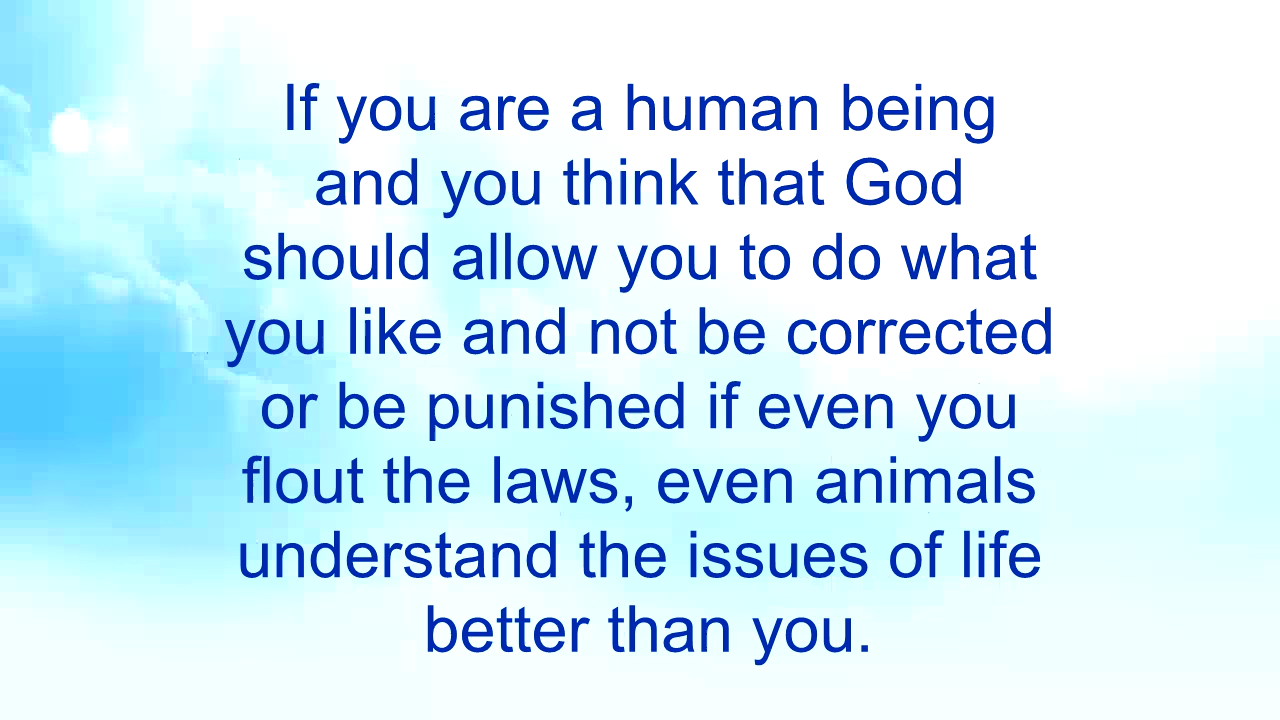 If you are a human being
and you think that God
should allow you to do what
you like and not be corrected
or be punished if even you
flout the laws, even animals
understand the issues of life
better than you.